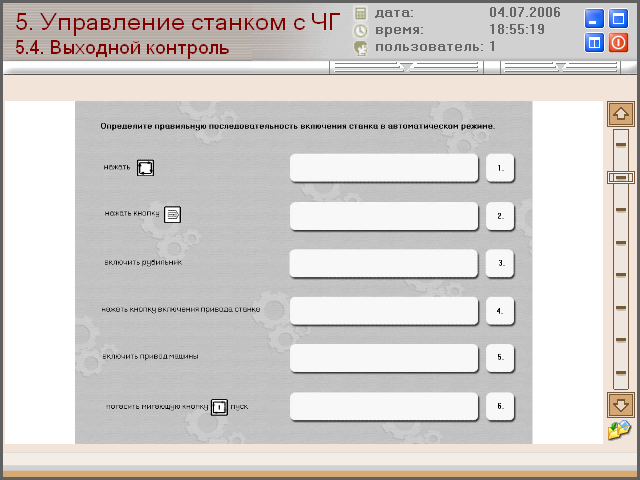 5. Управление станком с ЧГ
5.4. Выходной контроль
дата: 04.07.2006
время: 18:55:19
пользователь: 1
Определите правильную последовательность включения станка в автоматическом режиме.
нажать
1.
нажать кнопку
2.
включить рубильник
3.
нажать кнопку включения привода станка
4.
включить привод машины
5.
погасить мигающую кнопку 1 пуск
6.